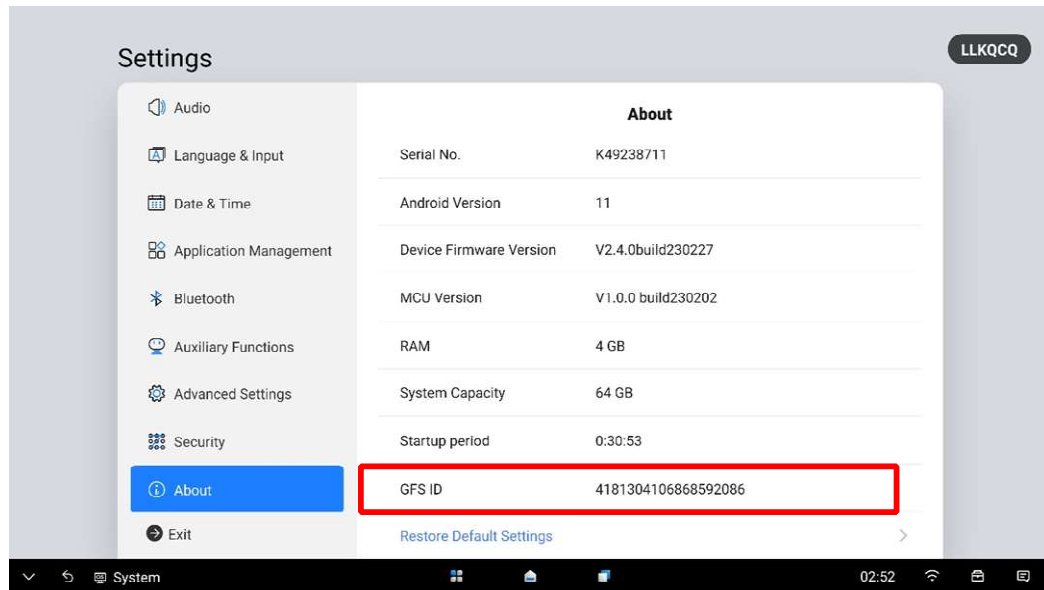 LLKQCQ
Settings
Audio
Language & Input
Date & Time
Application Management
Bluetooth
Auxiliary Functions
Advanced Settings
Security
About
Exit
About
Serial No. K49238711
Android Version 11
Device Firmware Version V2.4.0build230227
MCU Version V1.0.0 build230202
RAM 4 GB
System Capacity 64 GB
Startup period 0:30:53
GFS ID 4181304106868592086
Restore Default Settings
System 02:52